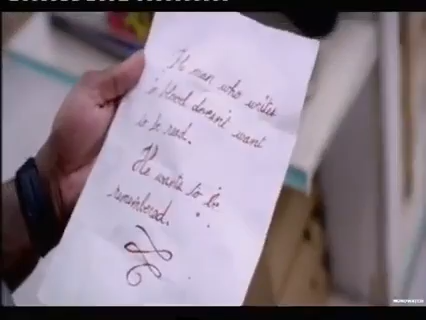 A man who writes
in blood doesn't want
to be read.
He wants to be
remembered.